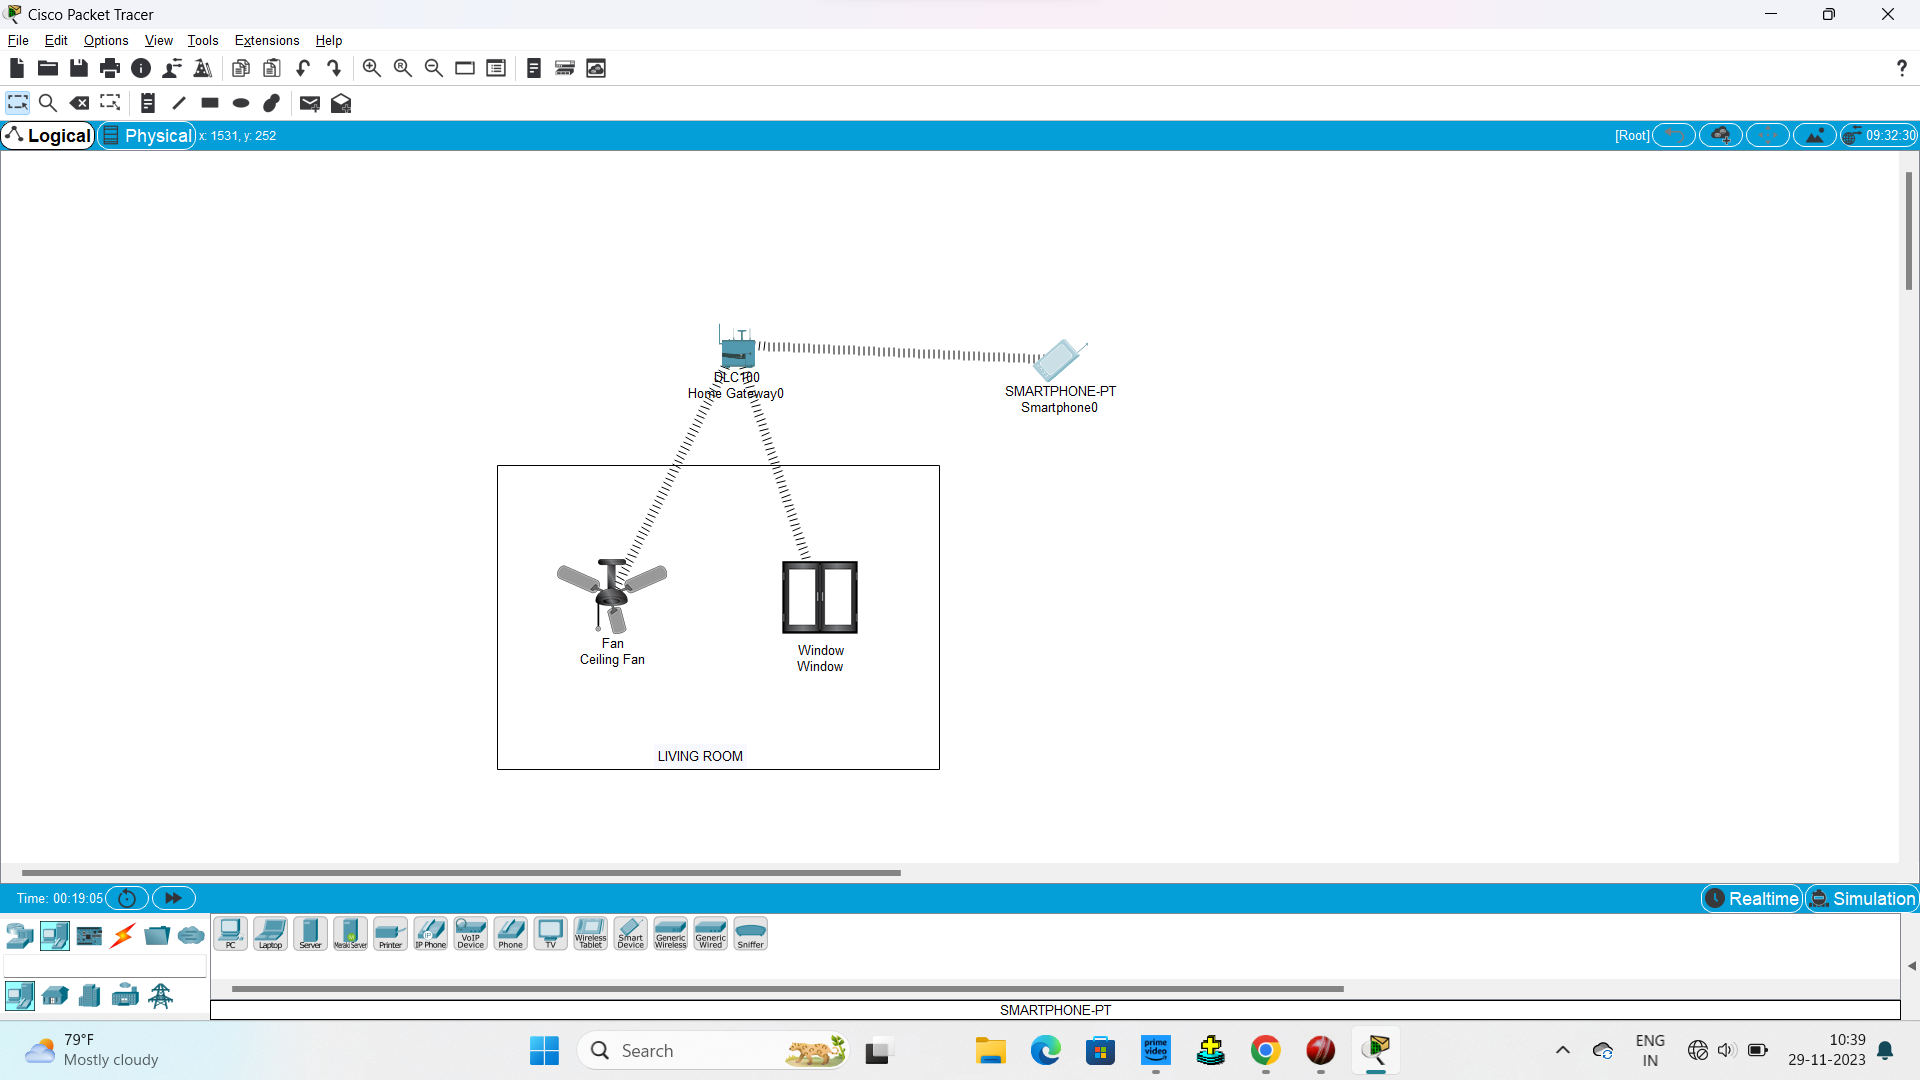 Cisco Packet Tracer
File Edit Options View Tools Extensions Help
?
Logical Physical x: 1531, y: 252 [Root] 09:32:30
DLC100
Home Gateway0
SMARTPHONE-PT
Smartphone0
Fan
Ceiling Fan
Window
Window
LIVING ROOM
Time: 00:19:05 Realtime Simulation
PC Laptop Server Meraki Server Printer IP Phone VoIP Device Phone TV Wireless Tablet Smart Device Generic Wireless Generic Wired Sniffer
SMARTPHONE-PT
79°F
Mostly cloudy
Search
prime video
ENG
IN
10:39
29-11-2023